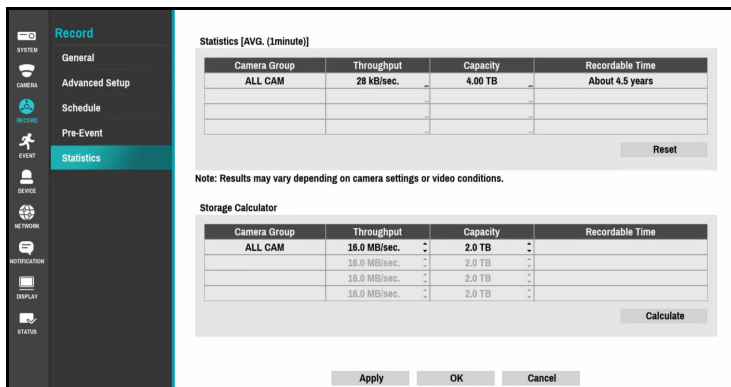 SYSTEM
CAMERA
RECORD
EVENT
DEVICE
NETWORK
NOTIFICATION
DISPLAY
STATUS
Record
General
Advanced Setup
Schedule
Pre-Event
Statistics
Statistics [AVG. (1minute)]
Camera Group Throughput Capacity Recordable Time
ALL CAM 28 kB/sec. ... 4.00 TB ... About 4.5 years
... ...
... ...
... ...
Reset
Note: Results may vary depending on camera settings or video conditions.
Storage Calculator
Camera Group Throughput Capacity Recordable Time
ALL CAM 16.0 MB/sec. 2.0 TB
16.0 MB/sec. 2.0 TB
16.0 MB/sec. 2.0 TB
16.0 MB/sec. 2.0 TB
Calculate
Apply OK Cancel